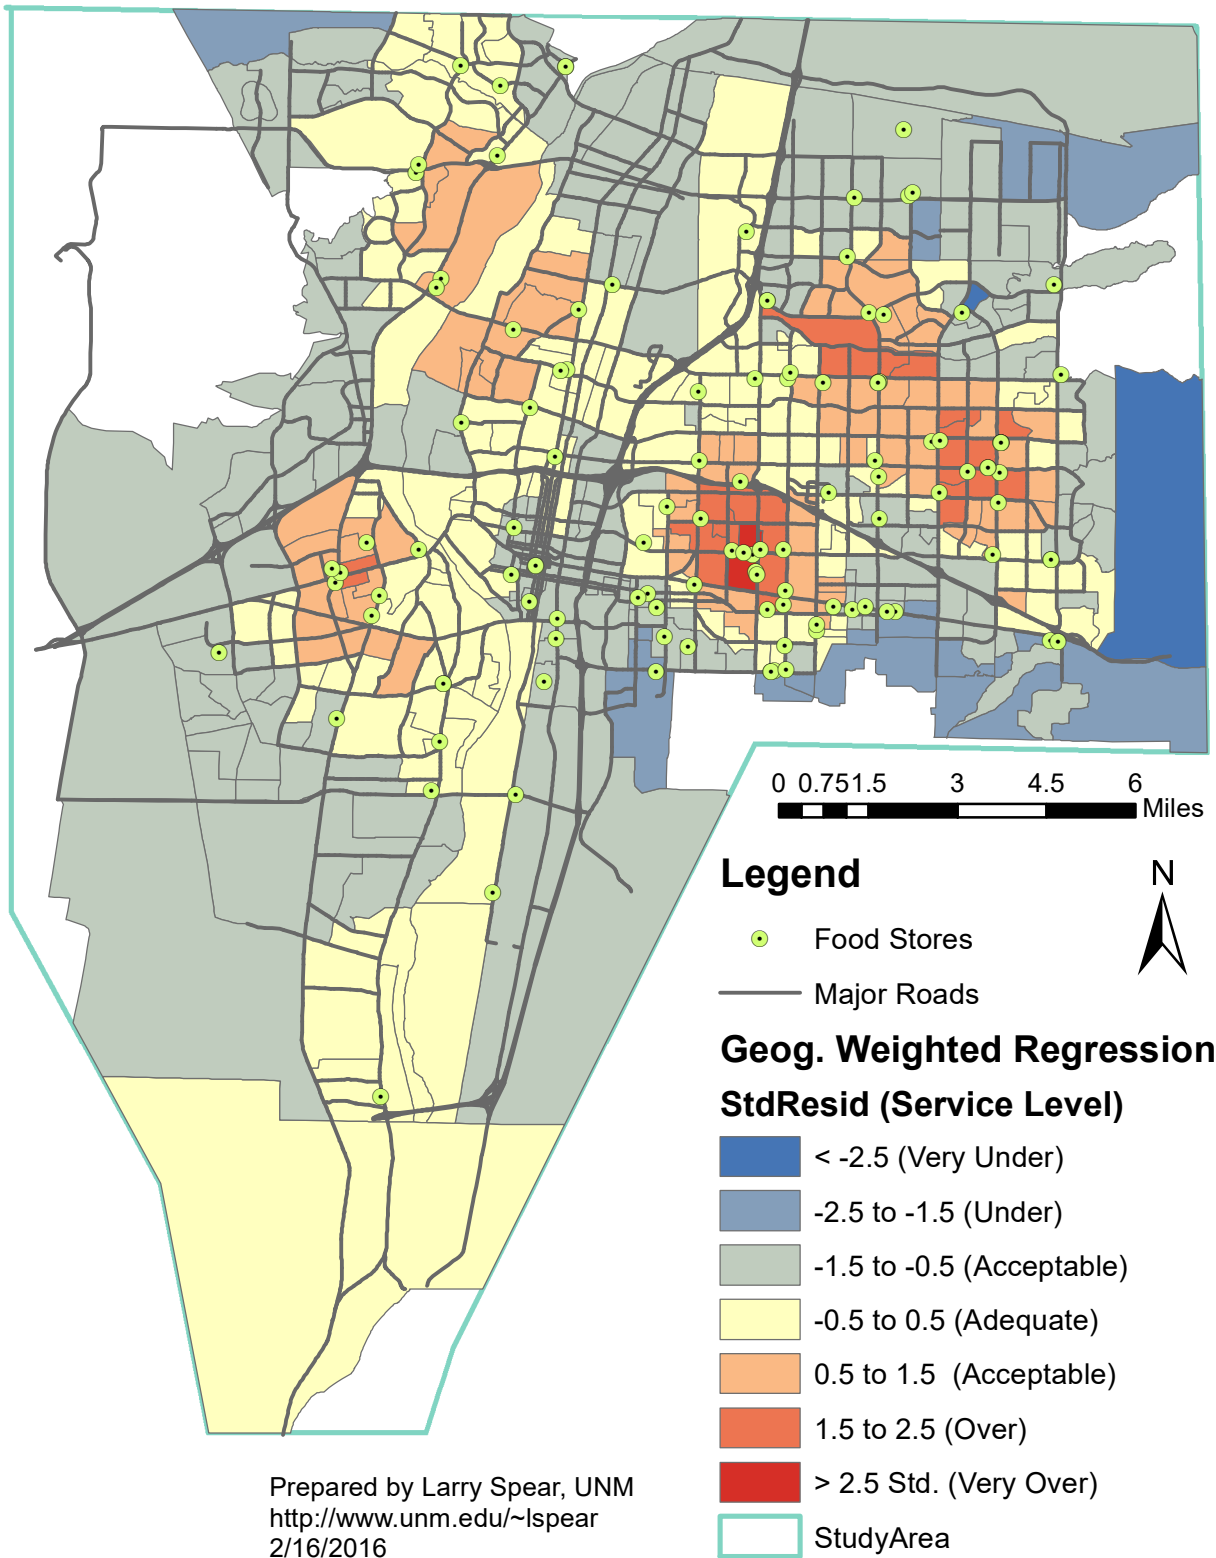 0 0.75 1.5 3 4.5 6
Miles
Legend
N
Food Stores
Major Roads
Geog. Weighted Regression
StdResid (Service Level)
< -2.5 (Very Under)
-2.5 to -1.5 (Under)
-1.5 to -0.5 (Acceptable)
-0.5 to 0.5 (Adequate)
0.5 to 1.5 (Acceptable)
1.5 to 2.5 (Over)
> 2.5 Std. (Very Over)
StudyArea
Prepared by Larry Spear, UNM
http://www.unm.edu/~lspear
2/16/2016